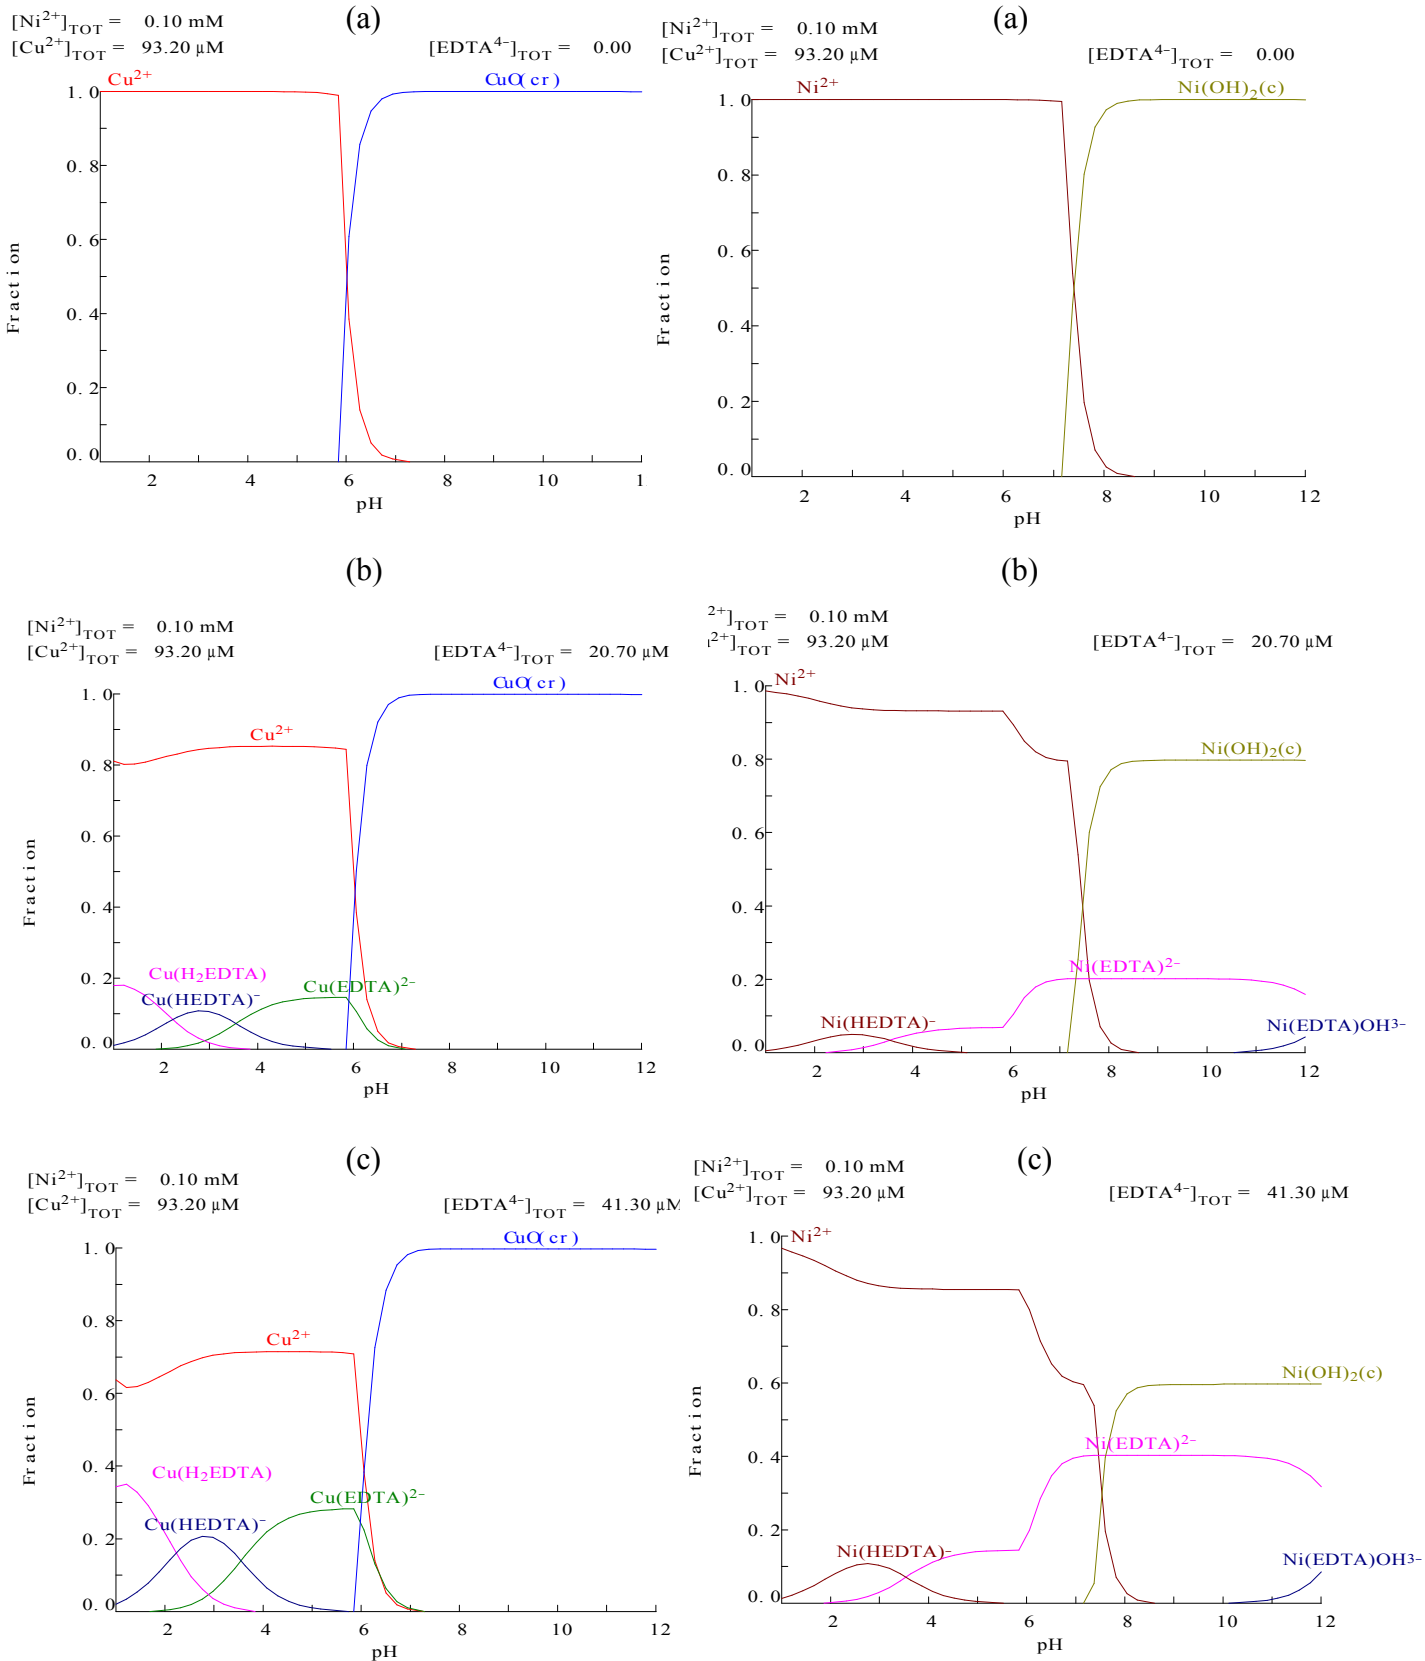 (a)
[Ni²⁺]TOT = 0.10 mM
[Cu²⁺]TOT = 93.20 µM
[EDTA⁴⁻]TOT = 0.00
Cu²⁺
CuO(cr)
1.0
0.8
0.6
0.4
0.2
0.0
Fraction
2 4 6 8 10 1
pH
(a)
[Ni²⁺]TOT = 0.10 mM
[Cu²⁺]TOT = 93.20 µM
[EDTA⁴⁻]TOT = 0.00
Ni²⁺
Ni(OH)₂(c)
1.0
0.8
0.6
0.4
0.2
0.0
Fraction
2 4 6 8 10 12
pH
(b)
[Ni²⁺]TOT = 0.10 mM
[Cu²⁺]TOT = 93.20 µM
[EDTA⁴⁻]TOT = 20.70 µM
CuO(cr)
Cu²⁺
Cu(H₂EDTA)
Cu(HEDTA)⁻
Cu(EDTA)²⁻
1.0
0.8
0.6
0.4
0.2
0.0
Fraction
2 4 6 8 10 12
pH
(b)
²⁺]TOT = 0.10 mM
²⁺]TOT = 93.20 µM
[EDTA⁴⁻]TOT = 20.70 µM
Ni²⁺
Ni(OH)₂(c)
Ni(EDTA)²⁻
Ni(HEDTA)⁻
Ni(EDTA)OH³⁻
1.0
0.8
0.6
0.4
0.2
0.0
Fraction
2 4 6 8 10 12
pH
(c)
[Ni²⁺]TOT = 0.10 mM
[Cu²⁺]TOT = 93.20 µM
[EDTA⁴⁻]TOT = 41.30 µM
CuO(cr)
Cu²⁺
Cu(H₂EDTA)
Cu(EDTA)²⁻
Cu(HEDTA)⁻
1.0
0.8
0.6
0.4
0.2
0.0
Fraction
2 4 6 8 10 12
pH
(c)
[Ni²⁺]TOT = 0.10 mM
[Cu²⁺]TOT = 93.20 µM
[EDTA⁴⁻]TOT = 41.30 µM
Ni²⁺
Ni(OH)₂(c)
Ni(EDTA)²⁻
Ni(HEDTA)⁻
Ni(EDTA)OH³⁻
1.0
0.8
0.6
0.4
0.2
0.0
Fraction
2 4 6 8 10 12
pH